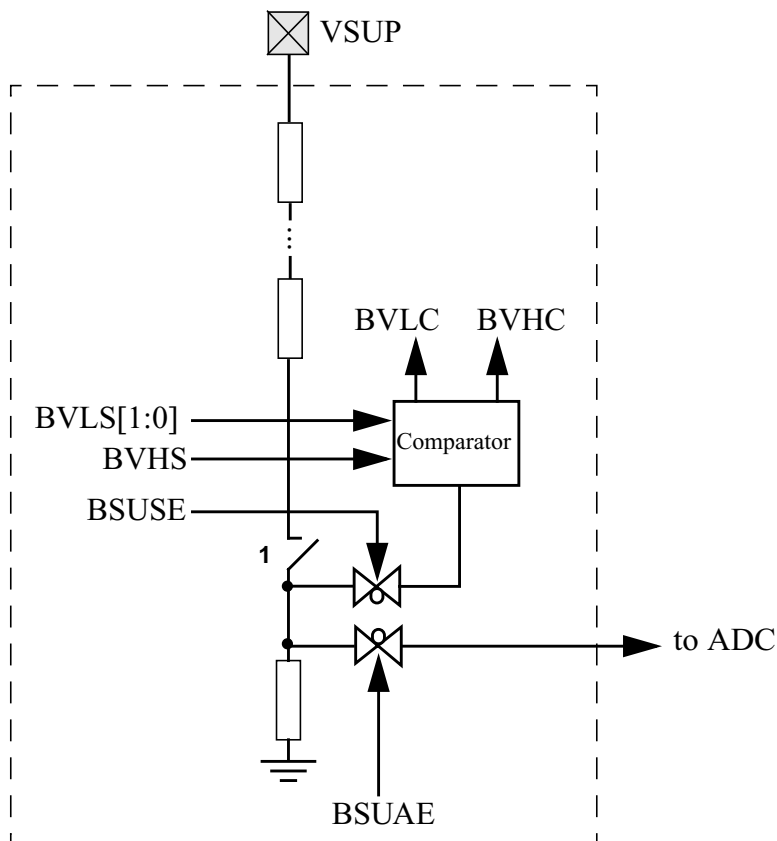 VSUP
BVLC
BVHC
BVLS[1:0]
Comparator
BVHS
BSUSE
1
to ADC
BSUAE